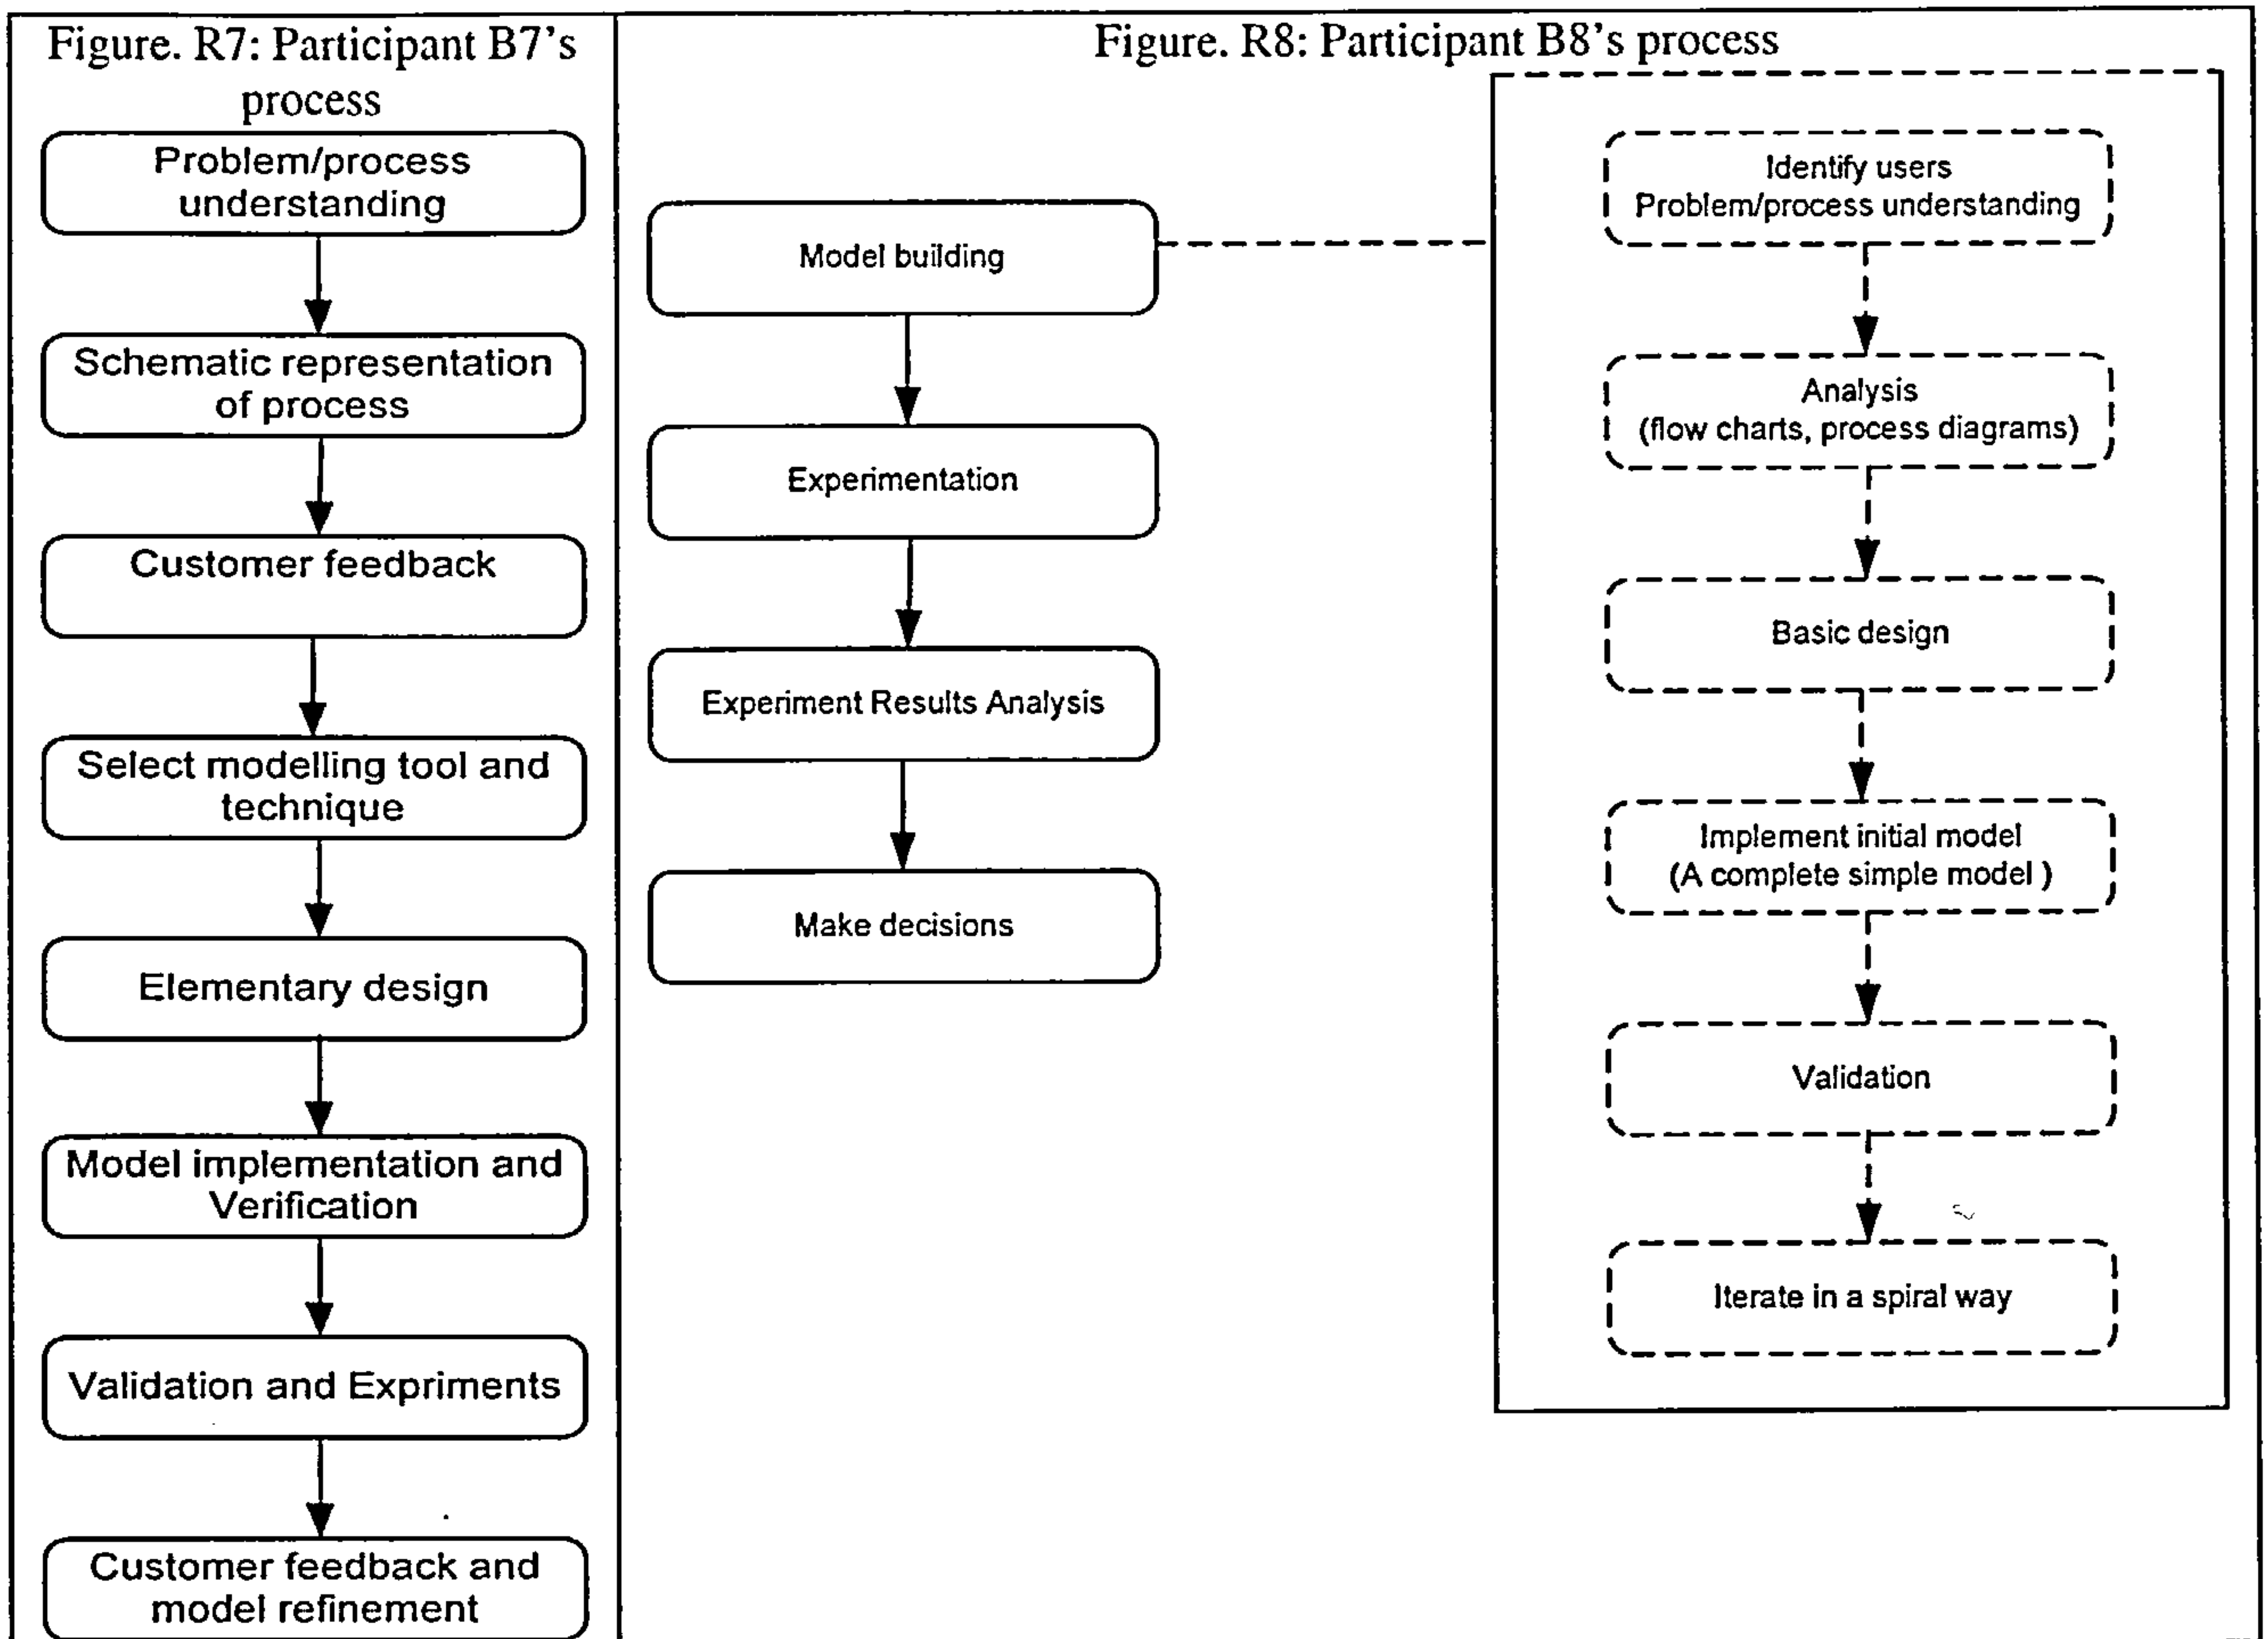 Figure. R7: Participant B7's
process
Problem/process
understanding
Schematic representation
of process
Customer feedback
Select modelling tool and
technique
Elementary design
Model implementation and
Verification
Validation and Expriments
Customer feedback and
model refinement
Figure. R8: Participant B8's process
Model building
Experimentation
Experiment Results Analysis
Make decisions
Identify users
Problem/process understanding
Analysis
(flow charts, process diagrams)
Basic design
Implement initial model
(A complete simple model )
Validation
Iterate in a spiral way